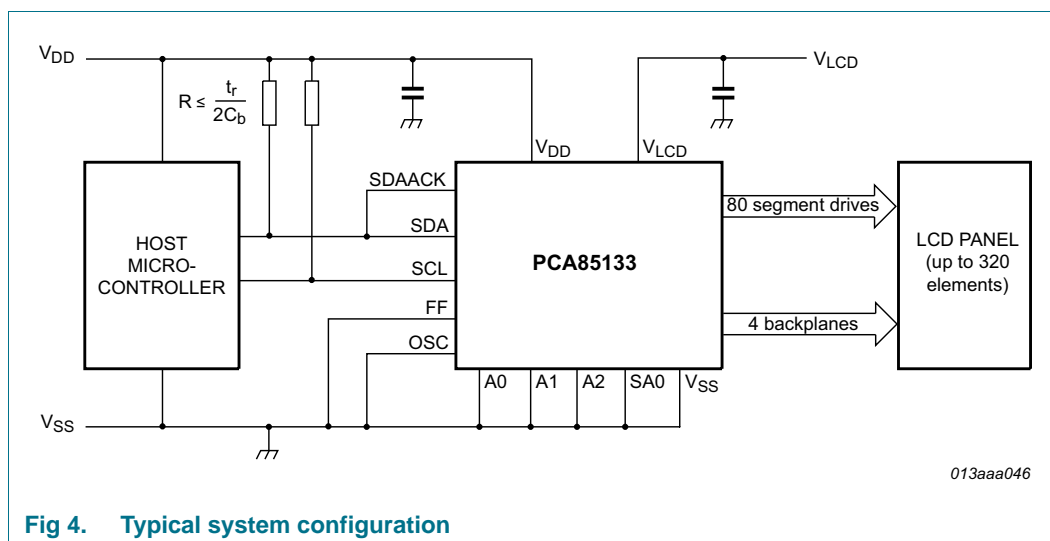 VDD
VLCD
R ≤ tr
2Cb
VDD
VLCD
SDAACK
80 segment drives
SDA
HOST
MICRO-
CONTROLLER
PCA85133
LCD PANEL
(up to 320
elements)
SCL
FF
4 backplanes
OSC
A0 A1 A2 SA0 VSS
VSS
013aaa046
Fig 4. Typical system configuration